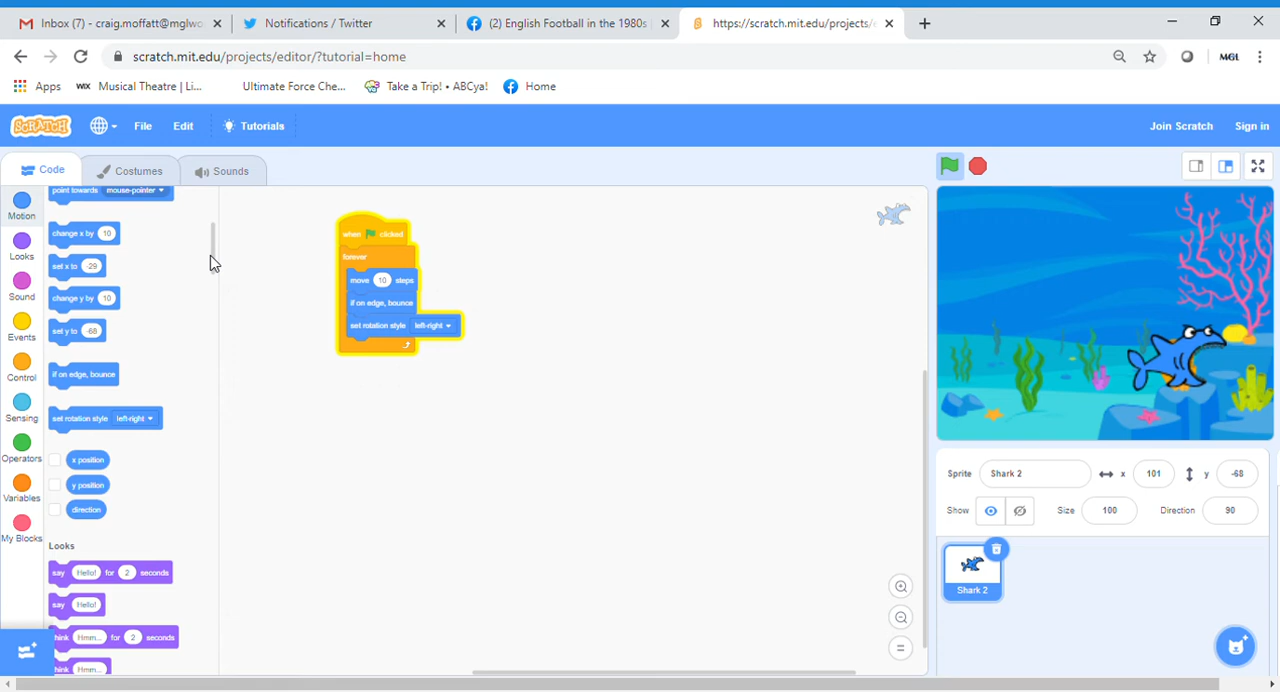 Inbox (7) - craig.moffatt@mglwo
Notifications / Twitter
(2) English Football in the 1980s
https://scratch.mit.edu/projects/
scratch.mit.edu/projects/editor/?tutorial=home
MGL
Apps
WIX Musical Theatre | Li...
Ultimate Force Che...
Take a Trip! • ABCya!
Home
SCRATCH
File
Edit
Tutorials
Join Scratch
Sign in
Code
Costumes
Sounds
Motion
Looks
Sound
Events
Control
Sensing
Operators
Variables
My Blocks
point towards mouse-pointer
change x by 10
set x to -29
change y by 10
set y to -68
if on edge, bounce
set rotation style left-right
x position
y position
direction
Looks
say Hello! for 2 seconds
say Hello!
think Hmm... for 2 seconds
think Hmm...
when clicked
forever
move 10 steps
if on edge, bounce
set rotation style left-right
Sprite Shark 2 x 101 y -68
Show Size 100 Direction 90
Shark 2